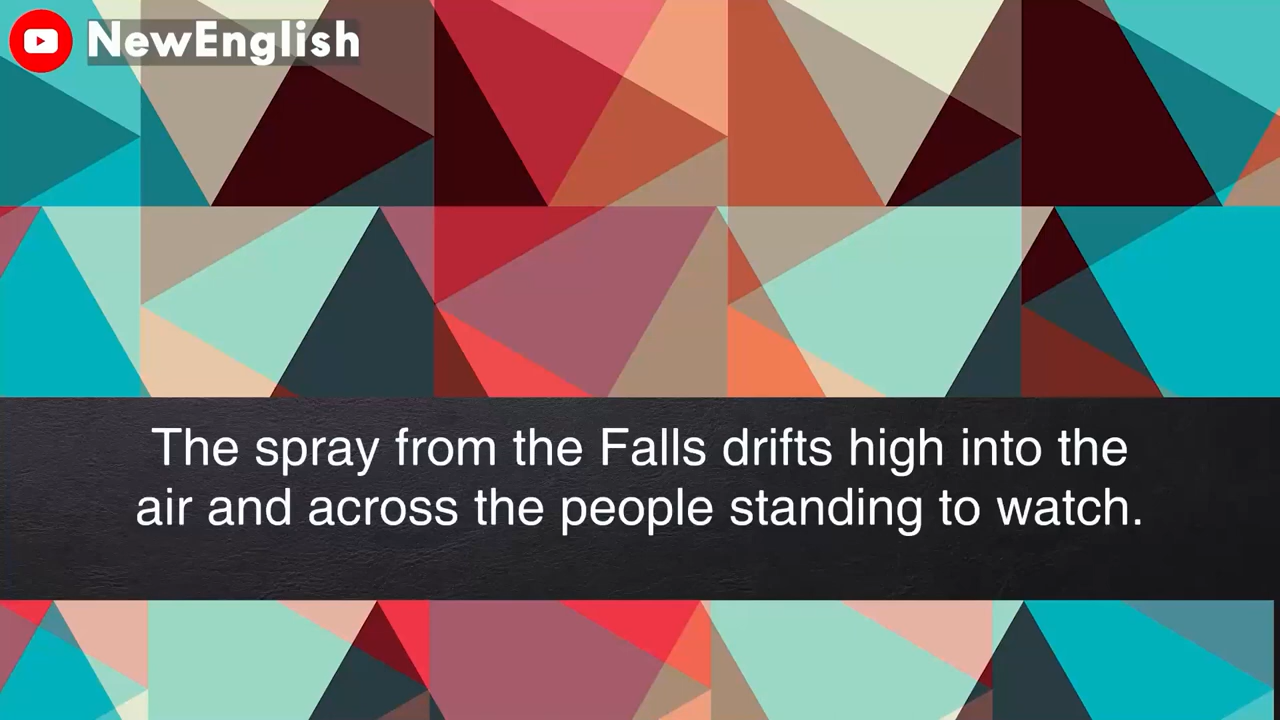 NewEnglish
The spray from the Falls drifts high into the
air and across the people standing to watch.